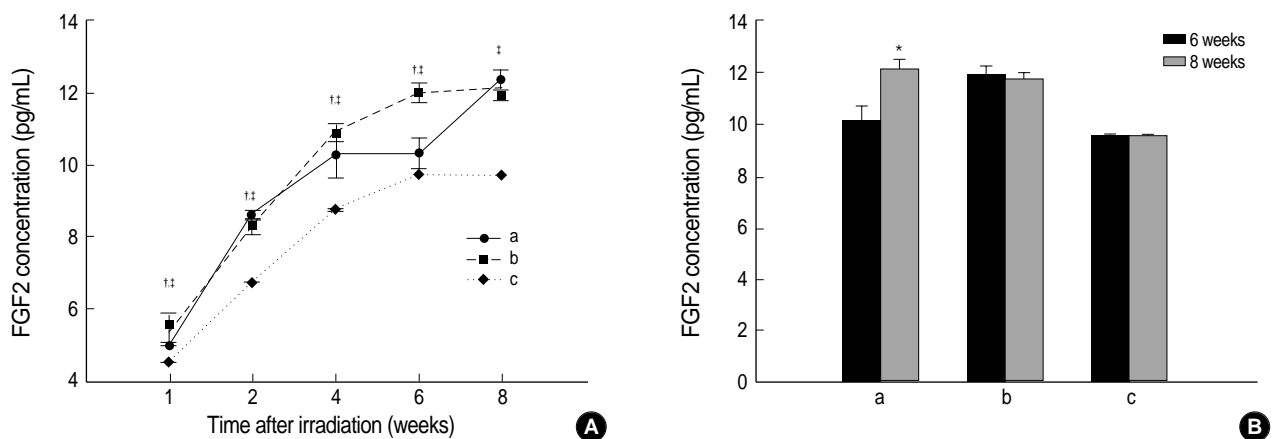 14
12
10
8
6
4
FGF2 concentration (pg/mL)
†,‡
†,‡
†,‡
†,‡
‡
a
b
c
1
2
4
6
8
Time after irradiation (weeks)
A
14
12
10
8
6
4
12
0
FGF2 concentration (pg/mL)
*
6 weeks
8 weeks
a
b
c
B